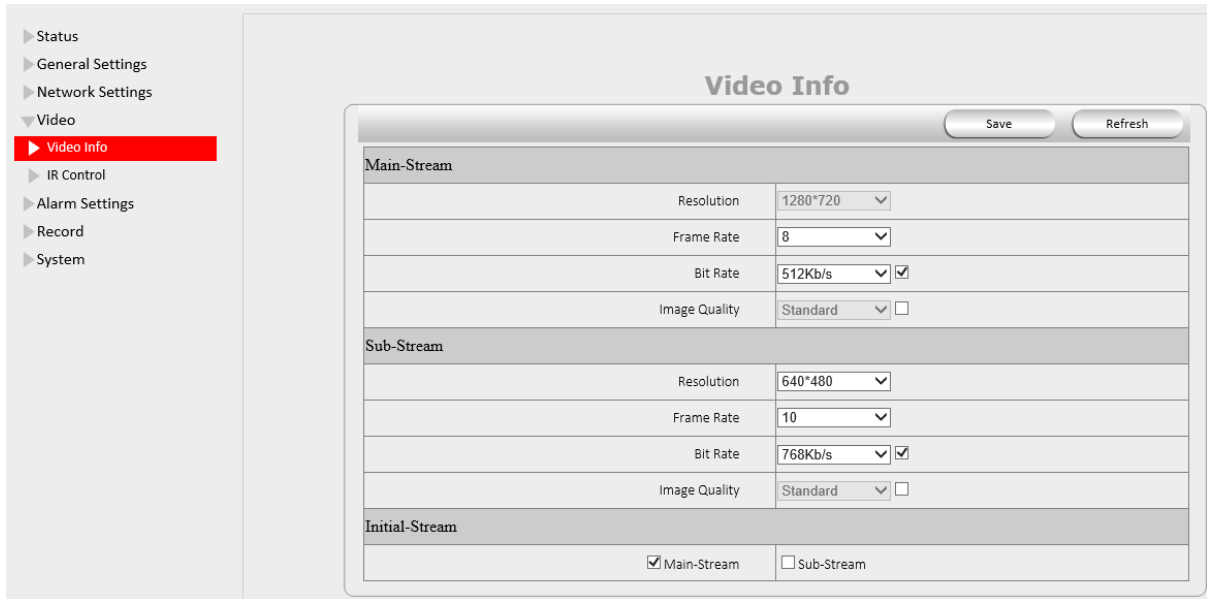 Status
General Settings
Network Settings
Video
Video Info
IR Control
Alarm Settings
Record
System
Video Info
Save Refresh
Main-Stream
Resolution 1280*720
Frame Rate 8
Bit Rate 512Kb/s
Image Quality Standard
Sub-Stream
Resolution 640*480
Frame Rate 10
Bit Rate 768Kb/s
Image Quality Standard
Initial-Stream
Main-Stream Sub-Stream